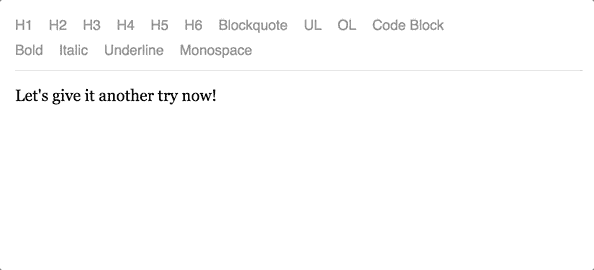 H1 H2 H3 H4 H5 H6 Blockquote UL OL Code Block
Bold Italic Underline Monospace
Let's give it another try now!